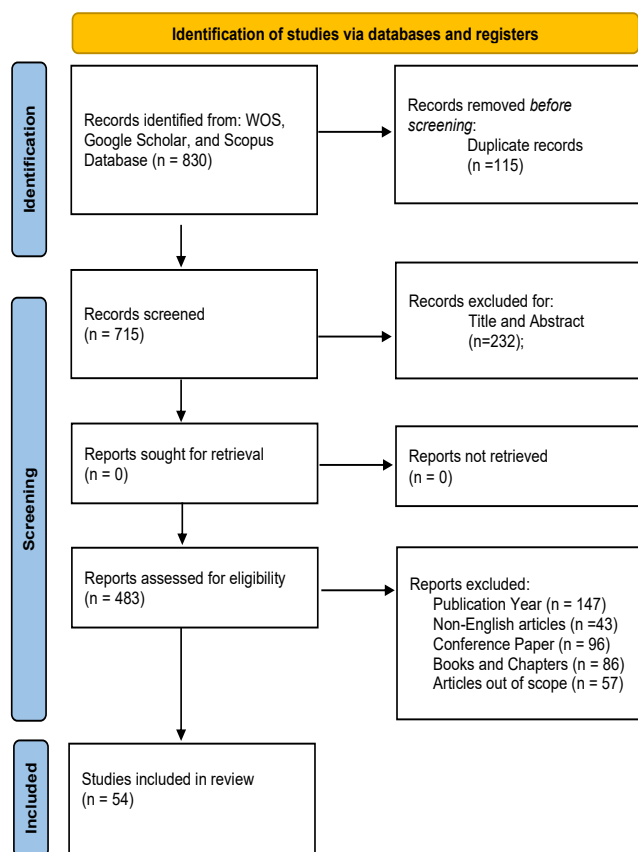 Identification of studies via databases and registers
Identification
Records identified from: WOS,
Google Scholar, and Scopus
Database (n = 830)
Records removed before
screening:
Duplicate records
(n =115)
Screening
Records screened
(n = 715)
Records excluded for:
Title and Abstract
(n=232);
Reports sought for retrieval
(n = 0)
Reports not retrieved
(n = 0)
Reports assessed for eligibility
(n = 483)
Reports excluded:
Publication Year (n = 147)
Non-English articles (n =43)
Conference Paper (n = 96)
Books and Chapters (n = 86)
Articles out of scope (n = 57)
Included
Studies included in review
(n = 54)